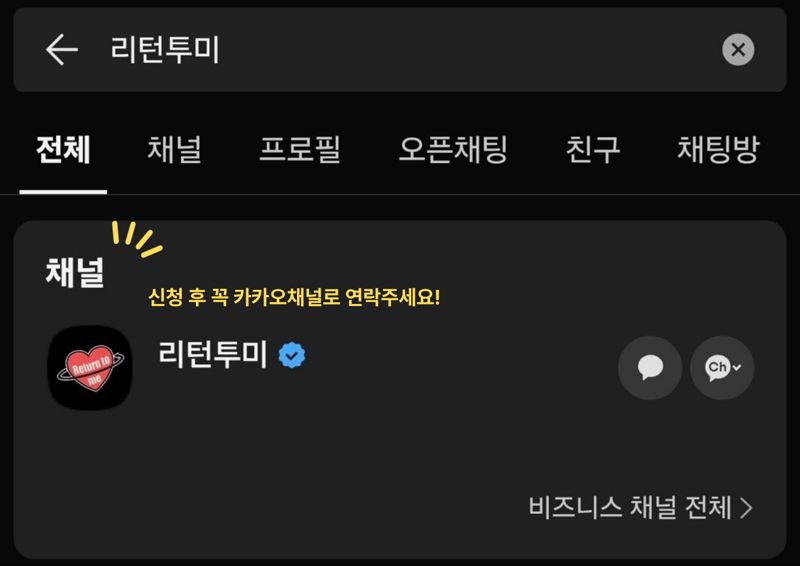 리턴투미
전체 채널 프로필 오픈채팅 친구 채팅방
채널
신청 후 꼭 카카오채널로 연락주세요!
Return to
me
리턴투미
Ch
비즈니스 채널 전체